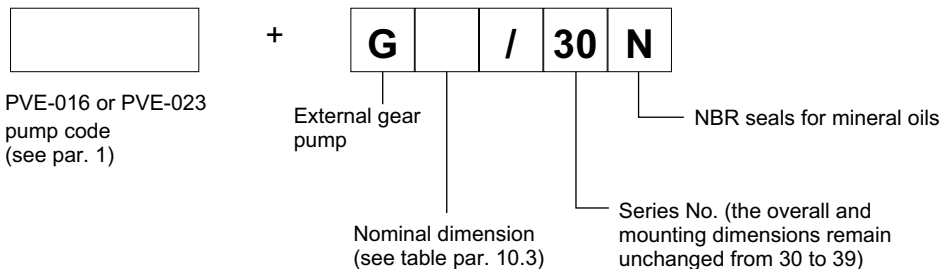 + G / 30 N
PVE-016 or PVE-023
pump code
(see par. 1)
External gear
pump
NBR seals for mineral oils
Nominal dimension
(see table par. 10.3)
Series No. (the overall and
mounting dimensions remain
unchanged from 30 to 39)